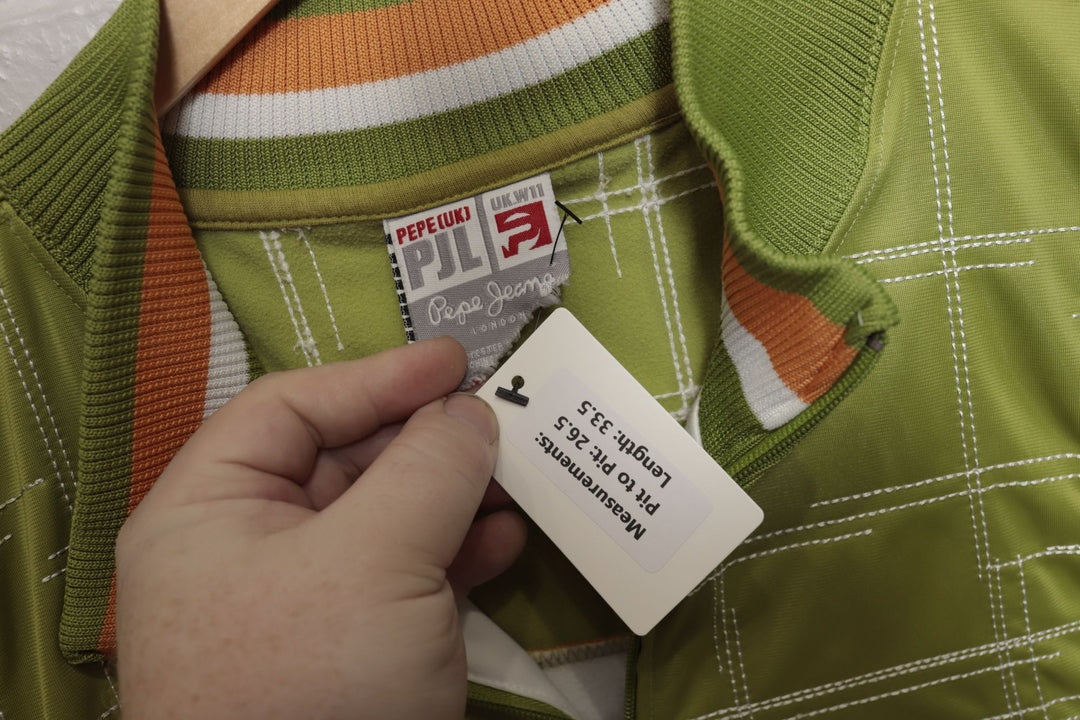 PEPE(UK)
PJL
UK.W11
Pepe Jeans
LONDON
Measurements:
Pit to Pit: 26.5
Length: 33.5